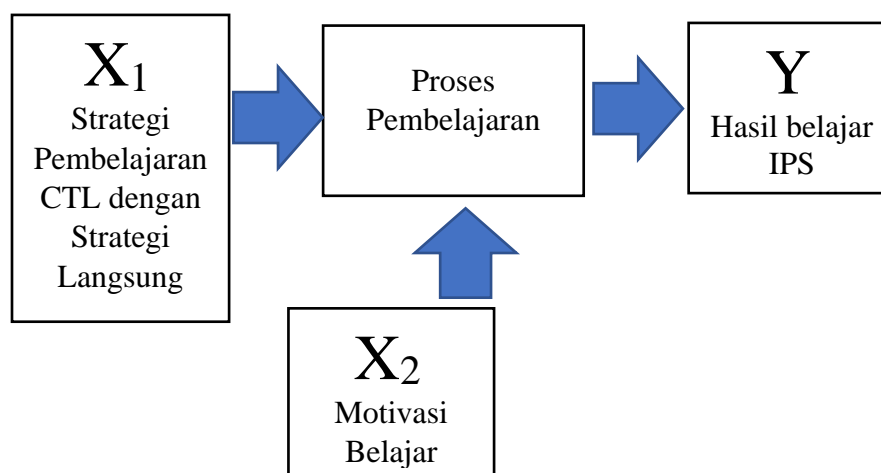 X1
Strategi
Pembelajaran
CTL dengan
Strategi
Langsung
Proses
Pembelajaran
Y
Hasil belajar
IPS
X2
Motivasi
Belajar